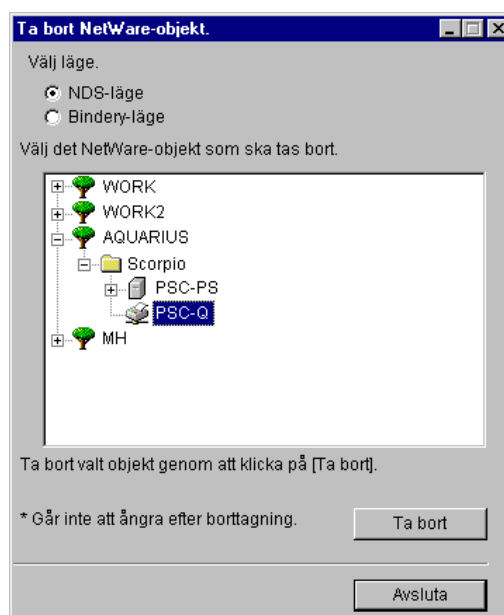 Ta bort NetWare-objekt.
Välj läge.
NDS-läge
Bindery-läge
Välj det NetWare-objekt som ska tas bort.
WORK
WORK2
AQUARIUS
Scorpio
PSC-PS
PSC-Q
MH
Ta bort valt objekt genom att klicka på [Ta bort].
* Går inte att ångra efter borttagning.
Ta bort
Avsluta